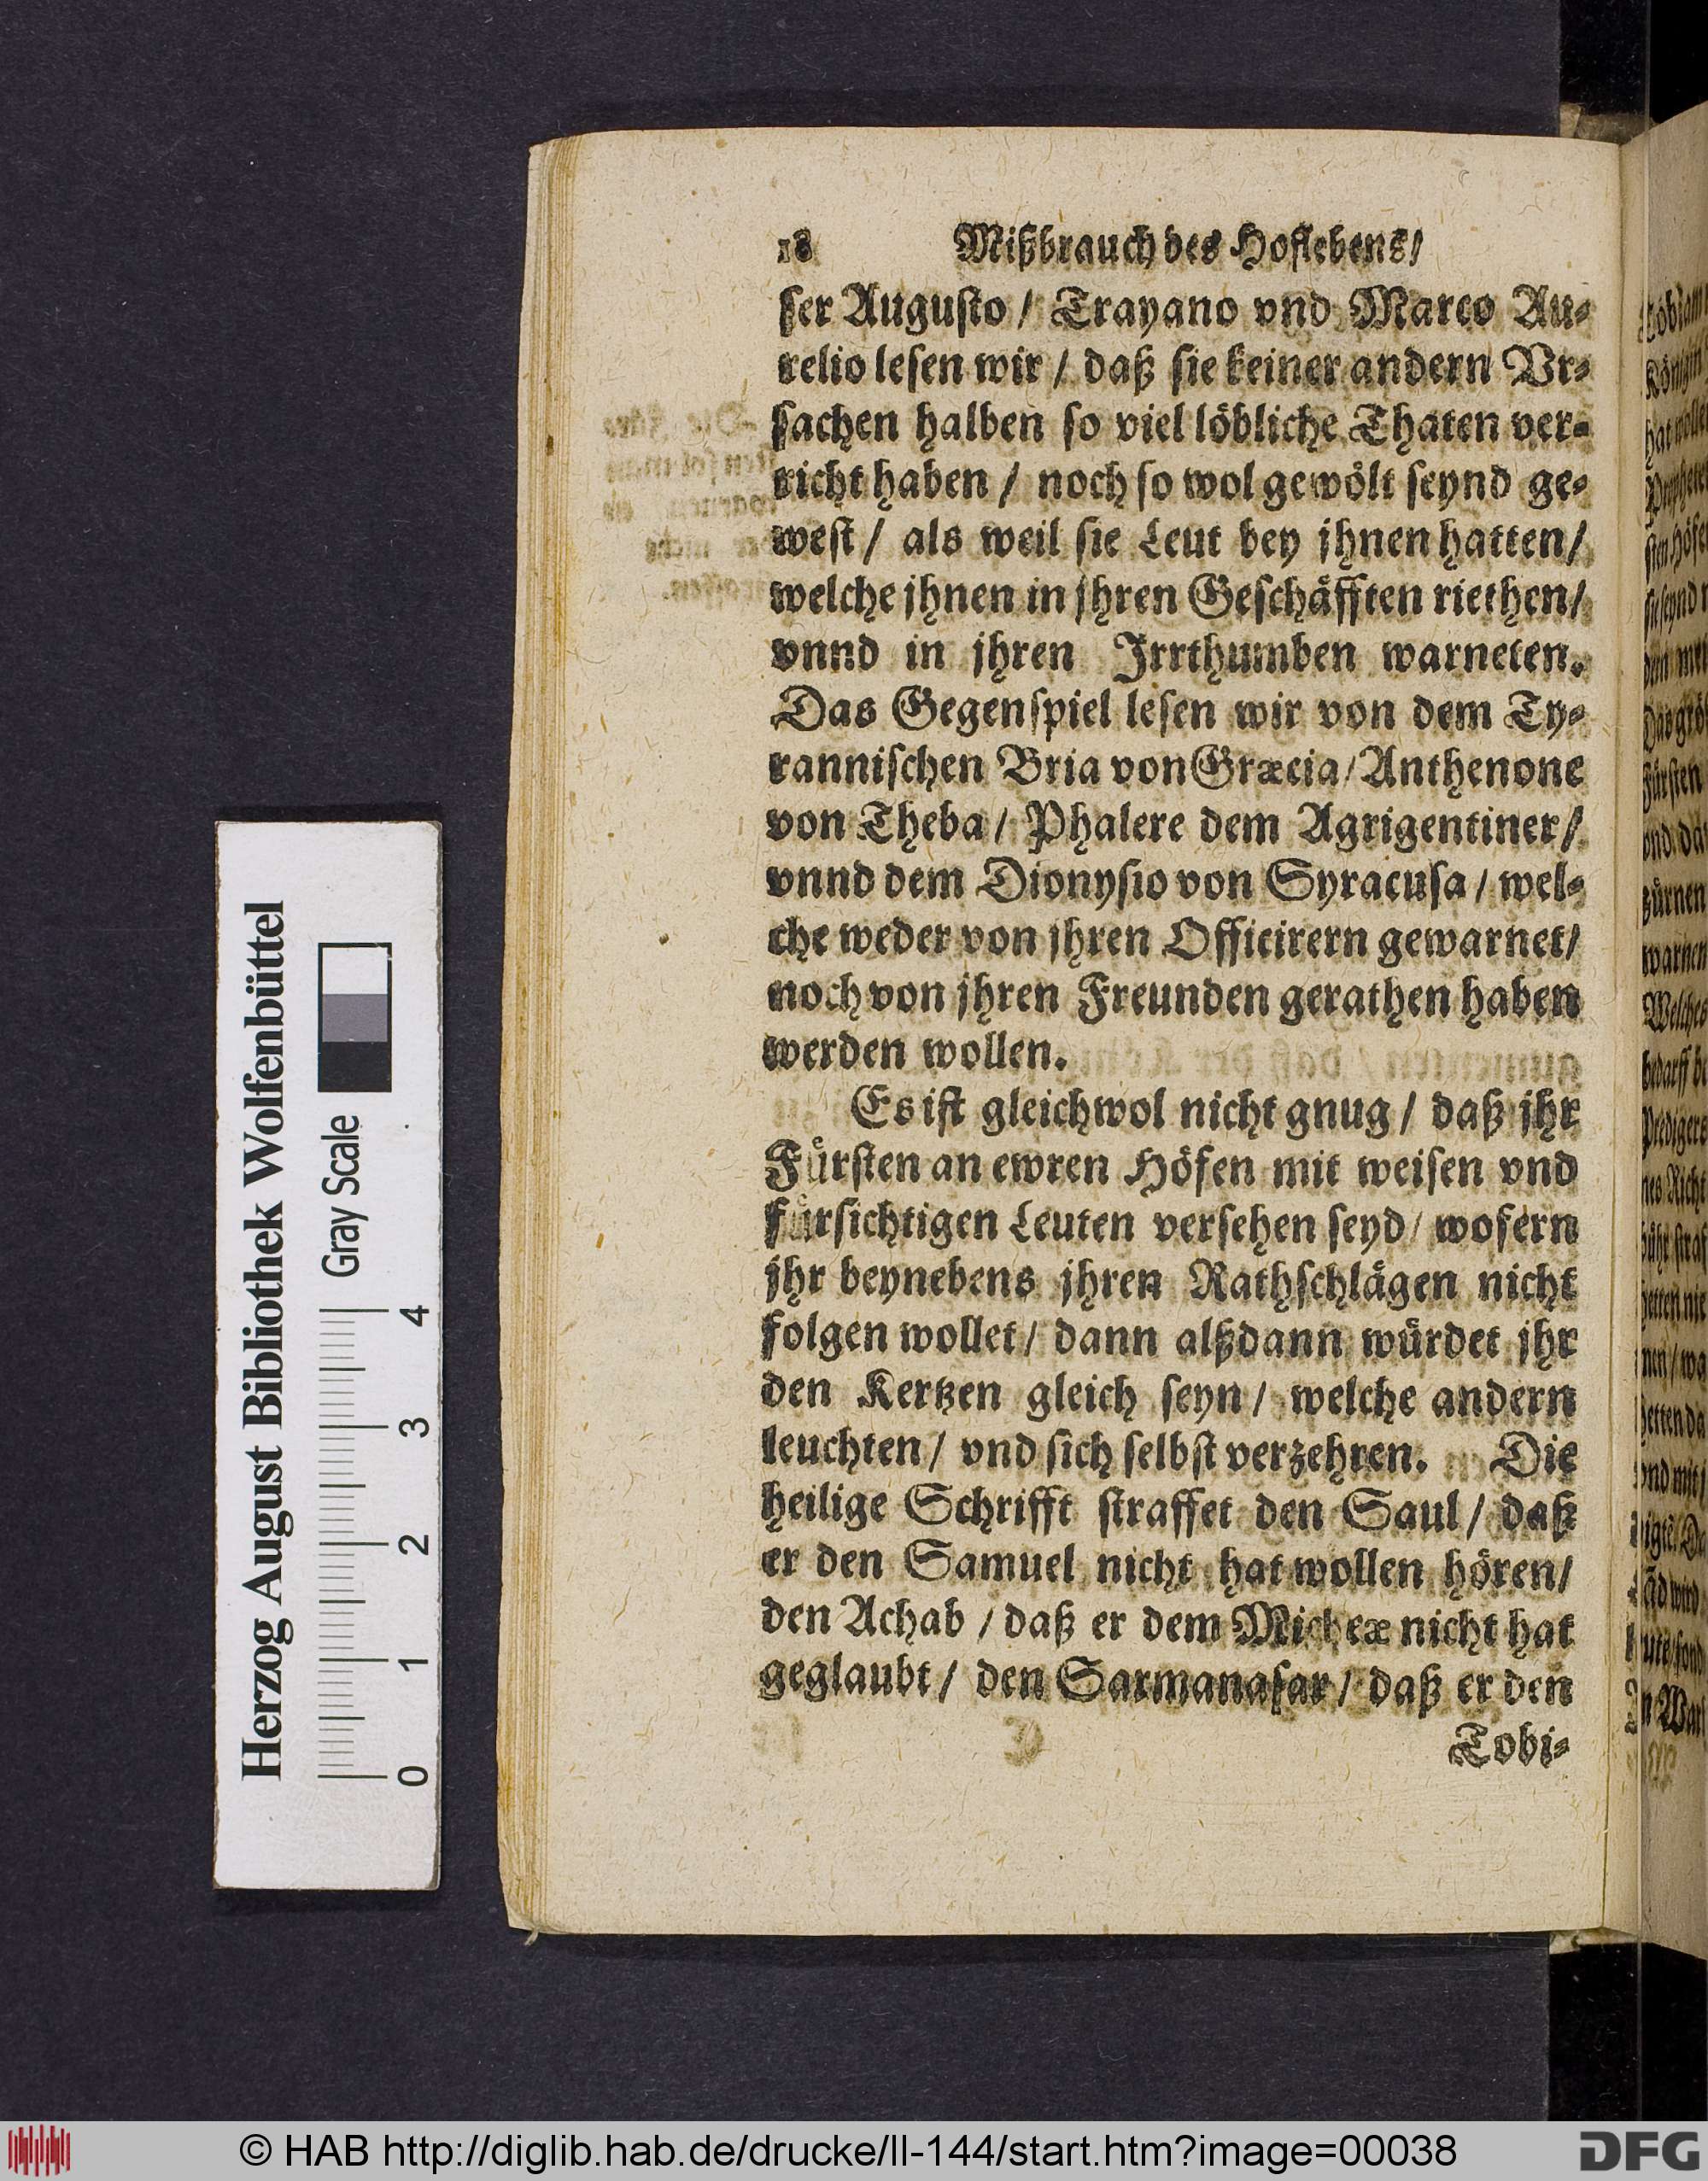 18 Mißbrauch des Hoflebens/
ser Augusto / Trayano vnd Marco Au-
relio lesen wir / daß sie keiner andern Vr-
sachen halben so viel löbliche Thaten ver-
richt haben / noch so wol gewölt seynd ge-
west / als weil sie Leut bey jhnen hatten/
welche jhnen in jhren Geschäfften riethen/
vnnd in jhren Irrthumben warneten.
Das Gegenspiel lesen wir von dem Ty-
rannischen Bria von Græcia/ Anthenone
von Theba / Phalere dem Agrigentiner/
vnnd dem Dionysio von Syracusa / wel-
che weder von jhren Officirern gewarnet/
noch von jhren Freunden gerathen haben
werden wollen.
Es ist gleichwol nicht gnug / daß jhr
Fürsten an ewren Höfen mit weisen vnd
fürsichtigen Leuten versehen seyd / wofern
jhr beynebens jhren Rathschlägen nicht
folgen wollet / dann alßdann würdet jhr
den Kertzen gleich seyn / welche andern
leuchten / vnd sich selbst verzehren. Die
heilige Schrifft straffet den Saul / daß
er den Samuel nicht hat wollen hören/
den Achab / daß er dem Micheæ nicht hat
geglaubt / den Sarmanasar / daß er den
Tobi-
Herzog August Bibliothek Wolfenbüttel
Gray Scale
0 1 2 3 4
© HAB http://diglib.hab.de/drucke/ll-144/start.htm?image=00038
DFG